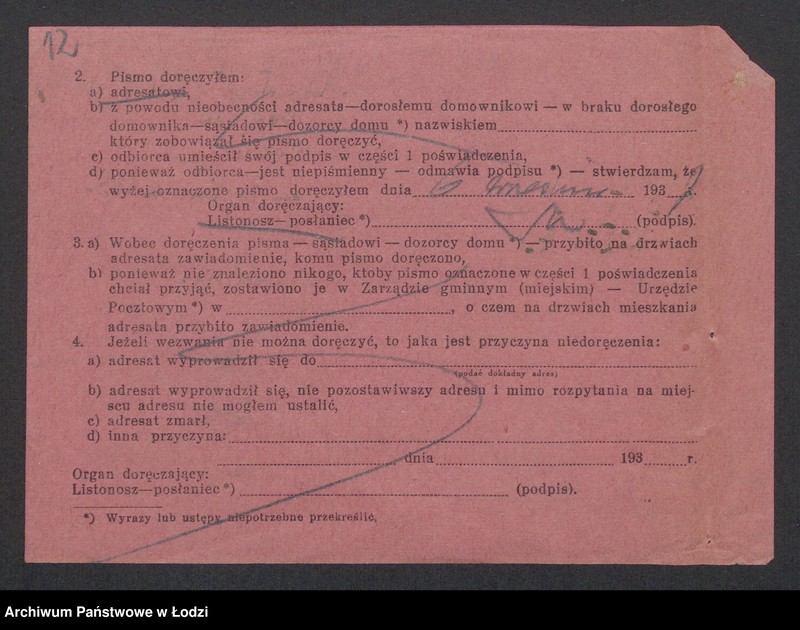 12
2. Pismo doręczyłem:
a) adresatowi,
b) z powodu nieobecności adresata—dorosłemu domownikowi — w braku dorosłego
domownika—sąsiadowi—dozorcy domu *) nazwiskiem
który zobowiązał się pismo doręczyć,
c) odbiorca umieścił swój podpis w części 1 poświadczenia,
d) ponieważ odbiorca—jest niepiśmienny — odmawia podpisu *) — stwierdzam, że
wyżej oznaczone pismo doręczyłem dnia 193 r.
Organ doręczający:
Listonosz—posłaniec *) (podpis).
3. a) Wobec doręczenia pisma — sąsiadowi — dozorcy domu *) — przybito na drzwiach
adresata zawiadomienie, komu pismo doręczono,
b) ponieważ nie znaleziono nikogo, ktoby pismo oznaczone w części 1 poświadczenia
chciał przyjąć, zostawiono je w Zarządzie gminnym (miejskim) — Urzędzie
Pocztowym *) w , o czem na drzwiach mieszkania
adresata przybito zawiadomienie.
4. Jeżeli wezwania nie można doręczyć, to jaka jest przyczyna niedoręczenia:
a) adresat wyprowadził się do
(podać dokładny adres)
b) adresat wyprowadził się, nie pozostawiwszy adresu i mimo rozpytania na miej-
scu adresu nie mogłem ustalić,
c) adresat zmarł,
d) inna przyczyna:
dnia 193 r.
Organ doręczający:
Listonosz—posłaniec *) (podpis).
*) Wyrazy lub ustępy niepotrzebne przekreślić,
Archiwum Państwowe w Łodzi